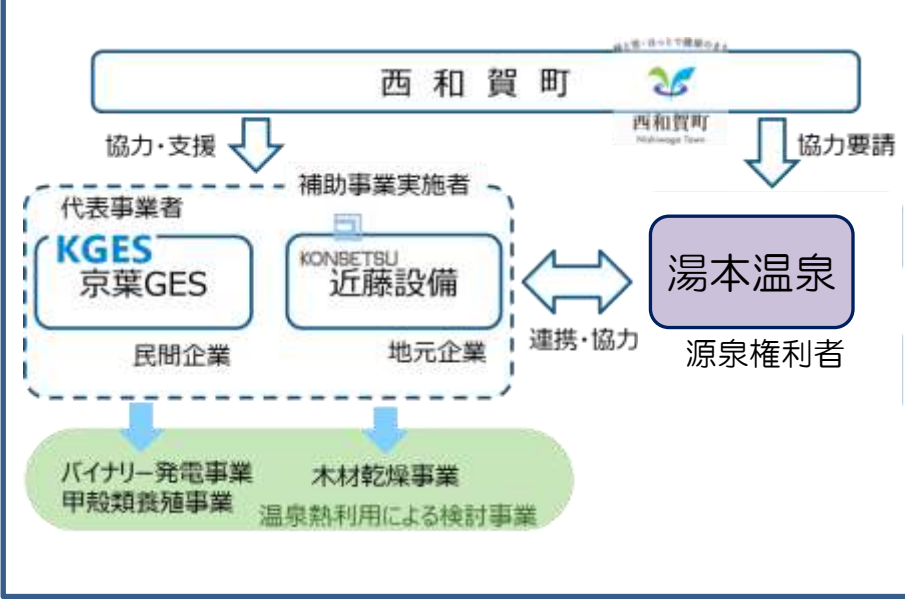 西和賀町
西和賀町
Nishiwaga Town
協力・支援
協力要請
補助事業実施者
代表事業者
KGES
京葉GES
KONSETSU
近藤設備
湯本温泉
民間企業
地元企業
連携・協力
源泉権利者
バイナリー発電事業
甲殻類養殖事業
木材乾燥事業
温泉熱利用による検討事業